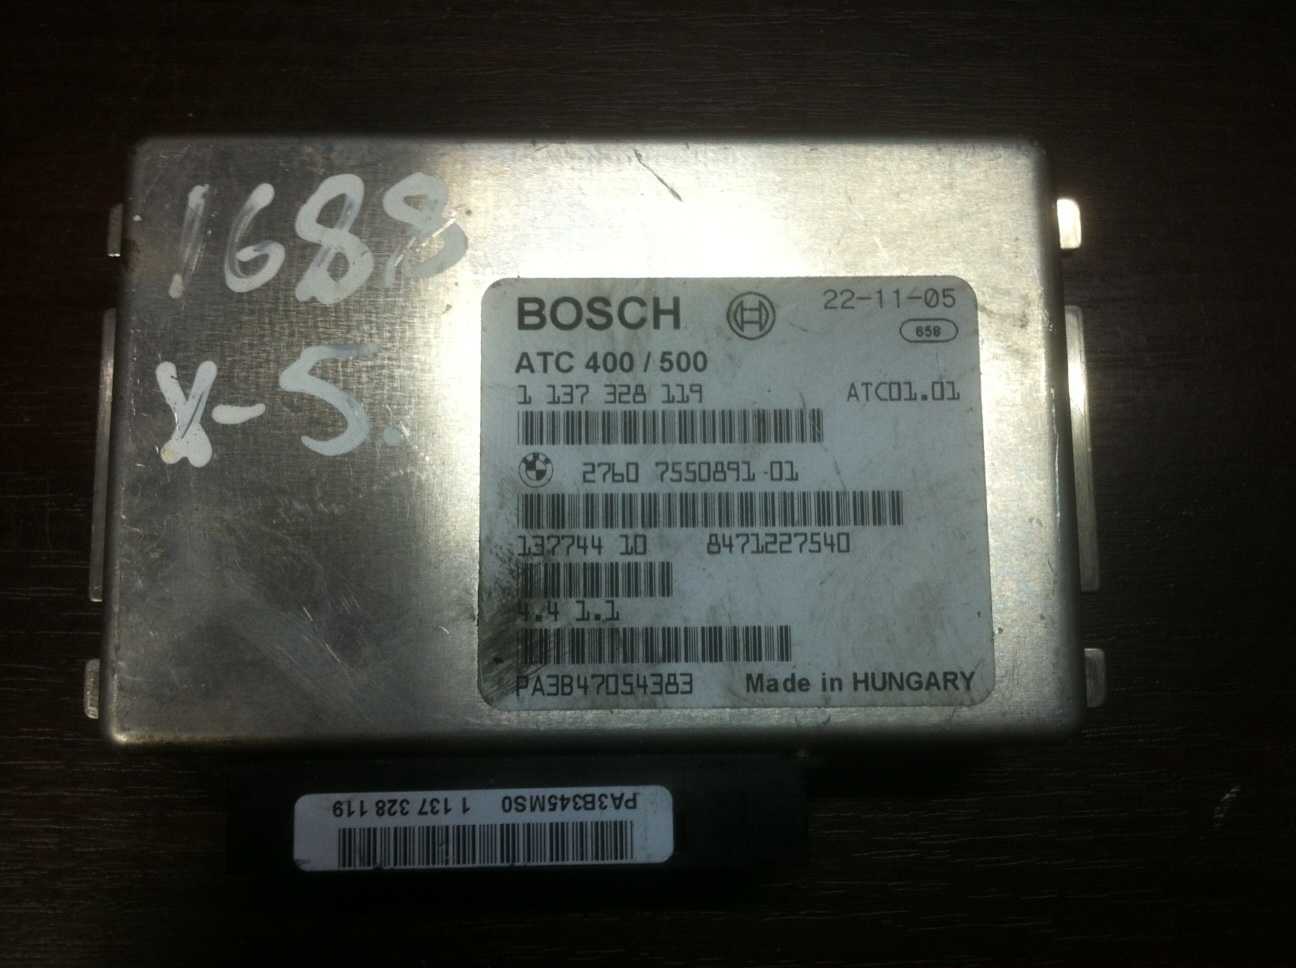 1688
X-5.
BOSCH 22-11-05
658
ATC 400 / 500
1 137 328 119 ATC01.01
2760 7550891-01
137744 10 8471227540
4.4 1.1
PA3B47054383 Made in HUNGARY
PA3B345MS0 1 137 328 119